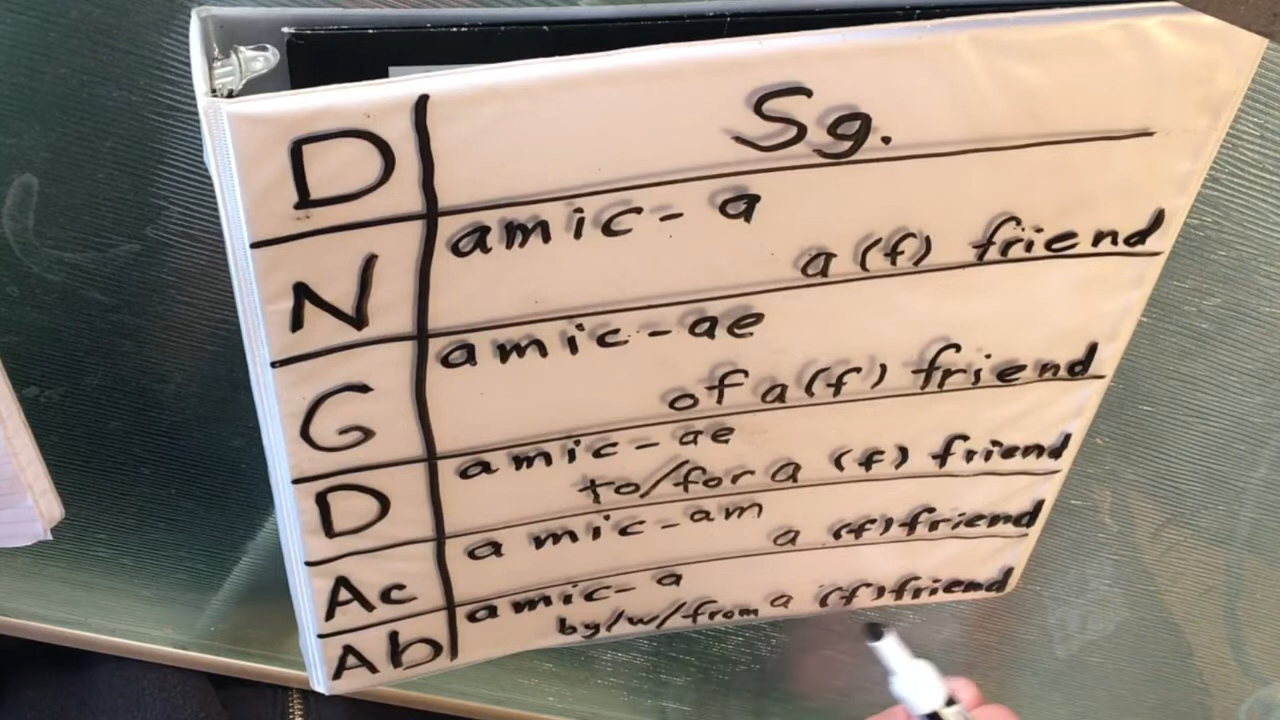 D Sg.
N amic-a
a (f) friend
G amic-ae
of a (f) friend
D amic-ae
to/for a (f) friend
Ac amic-am
a (f) friend
Ab amic-a
by/w/from a (f) friend